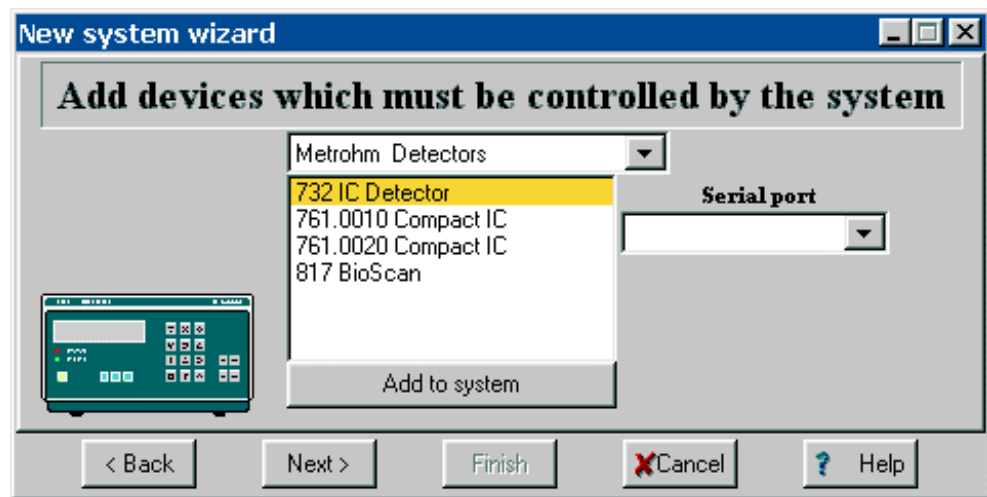 New system wizard
Add devices which must be controlled by the system
Metrohm Detectors
732 IC Detector
761.0010 Compact IC
761.0020 Compact IC
817 BioScan
Serial port
Add to system
< Back
Next >
Finish
Cancel
? Help